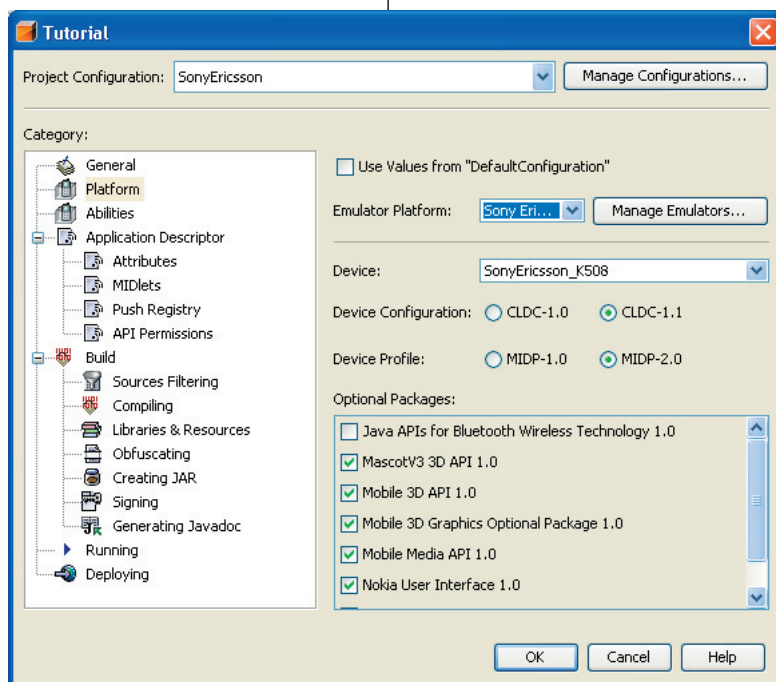 Tutorial
Project Configuration: SonyEricsson Manage Configurations...
Category:
General
Platform
Abilities
Application Descriptor
Attributes
MIDlets
Push Registry
API Permissions
Build
Sources Filtering
Compiling
Libraries & Resources
Obfuscating
Creating JAR
Signing
Generating Javadoc
Running
Deploying
Use Values from "DefaultConfiguration"
Emulator Platform: Sony Eri... Manage Emulators...
Device: SonyEricsson_K508
Device Configuration: CLDC-1.0 CLDC-1.1
Device Profile: MIDP-1.0 MIDP-2.0
Optional Packages:
Java APIs for Bluetooth Wireless Technology 1.0
MascotV3 3D API 1.0
Mobile 3D API 1.0
Mobile 3D Graphics Optional Package 1.0
Mobile Media API 1.0
Nokia User Interface 1.0
OK Cancel Help